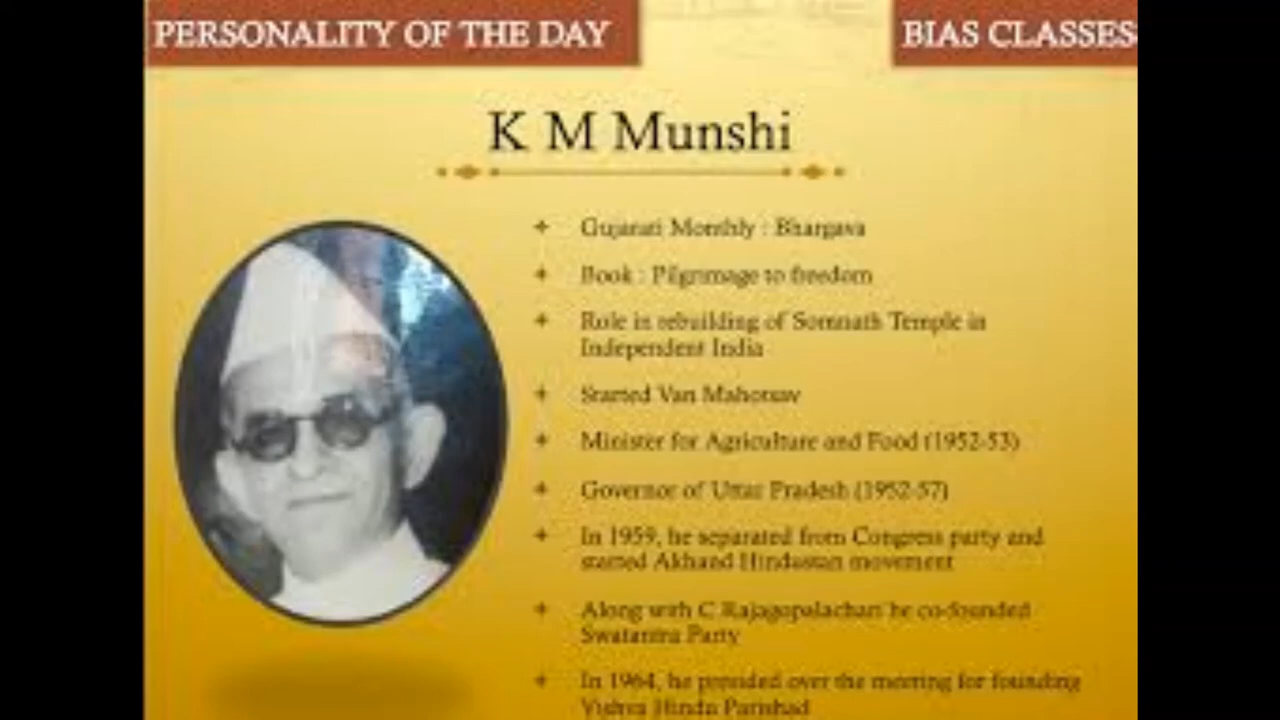 PERSONALITY OF THE DAY
BIAS CLASSES
K M Munshi
Gujarati Monthly : Bhargava
Book : Pilgrimage to freedom
Role in rebuilding of Somnath Temple in
Independent India
Started Van Mahotsav
Minister for Agriculture and Food (1952-53)
Governor of Uttar Pradesh (1952-57)
In 1959, he separated from Congress party and
started Akhand Hindustan movement
Along with C Rajagopalachari he co-founded
Swatantra Party
In 1964, he presided over the meeting for founding
Vishva Hindu Parishad